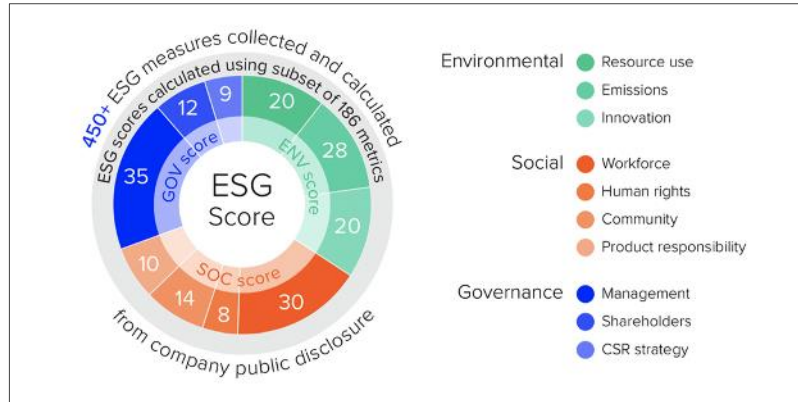 450+ ESG measures collected and calculated
from company public disclosure
ESG scores calculated using subset of 186 metrics
ESG
Score
ENV score
20
28
20
SOC score
30
8
14
10
GOV score
35
12
9
Environmental
Resource use
Emissions
Innovation
Social
Workforce
Human rights
Community
Product responsibility
Governance
Management
Shareholders
CSR strategy